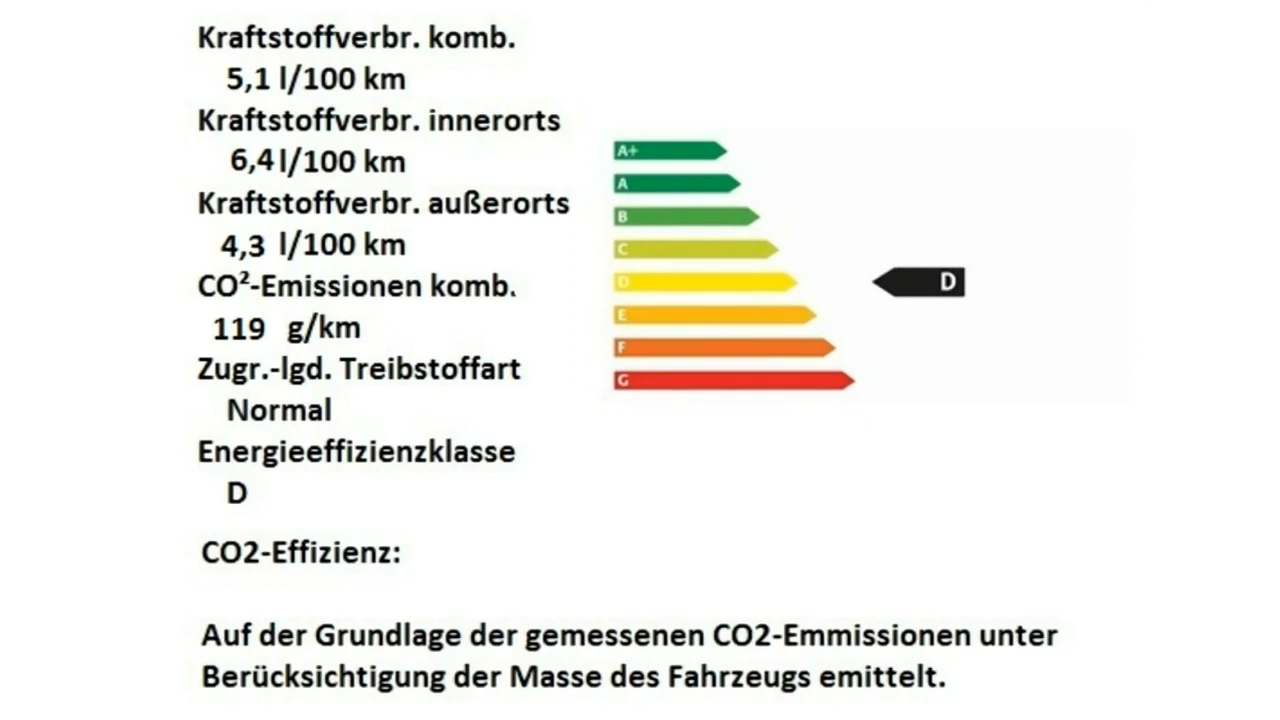 Kraftstoffverbr. komb.
5,1 l/100 km
Kraftstoffverbr. innerorts
6,4 l/100 km
Kraftstoffverbr. außerorts
4,3 l/100 km
CO²-Emissionen komb.
119 g/km
Zugr.-lgd. Treibstoffart
Normal
Energieeffizienzklasse
D
A+
A
B
C
D
D
E
F
G
CO2-Effizienz:
Auf der Grundlage der gemessenen CO2-Emmissionen unter
Berücksichtigung der Masse des Fahrzeugs emittelt.